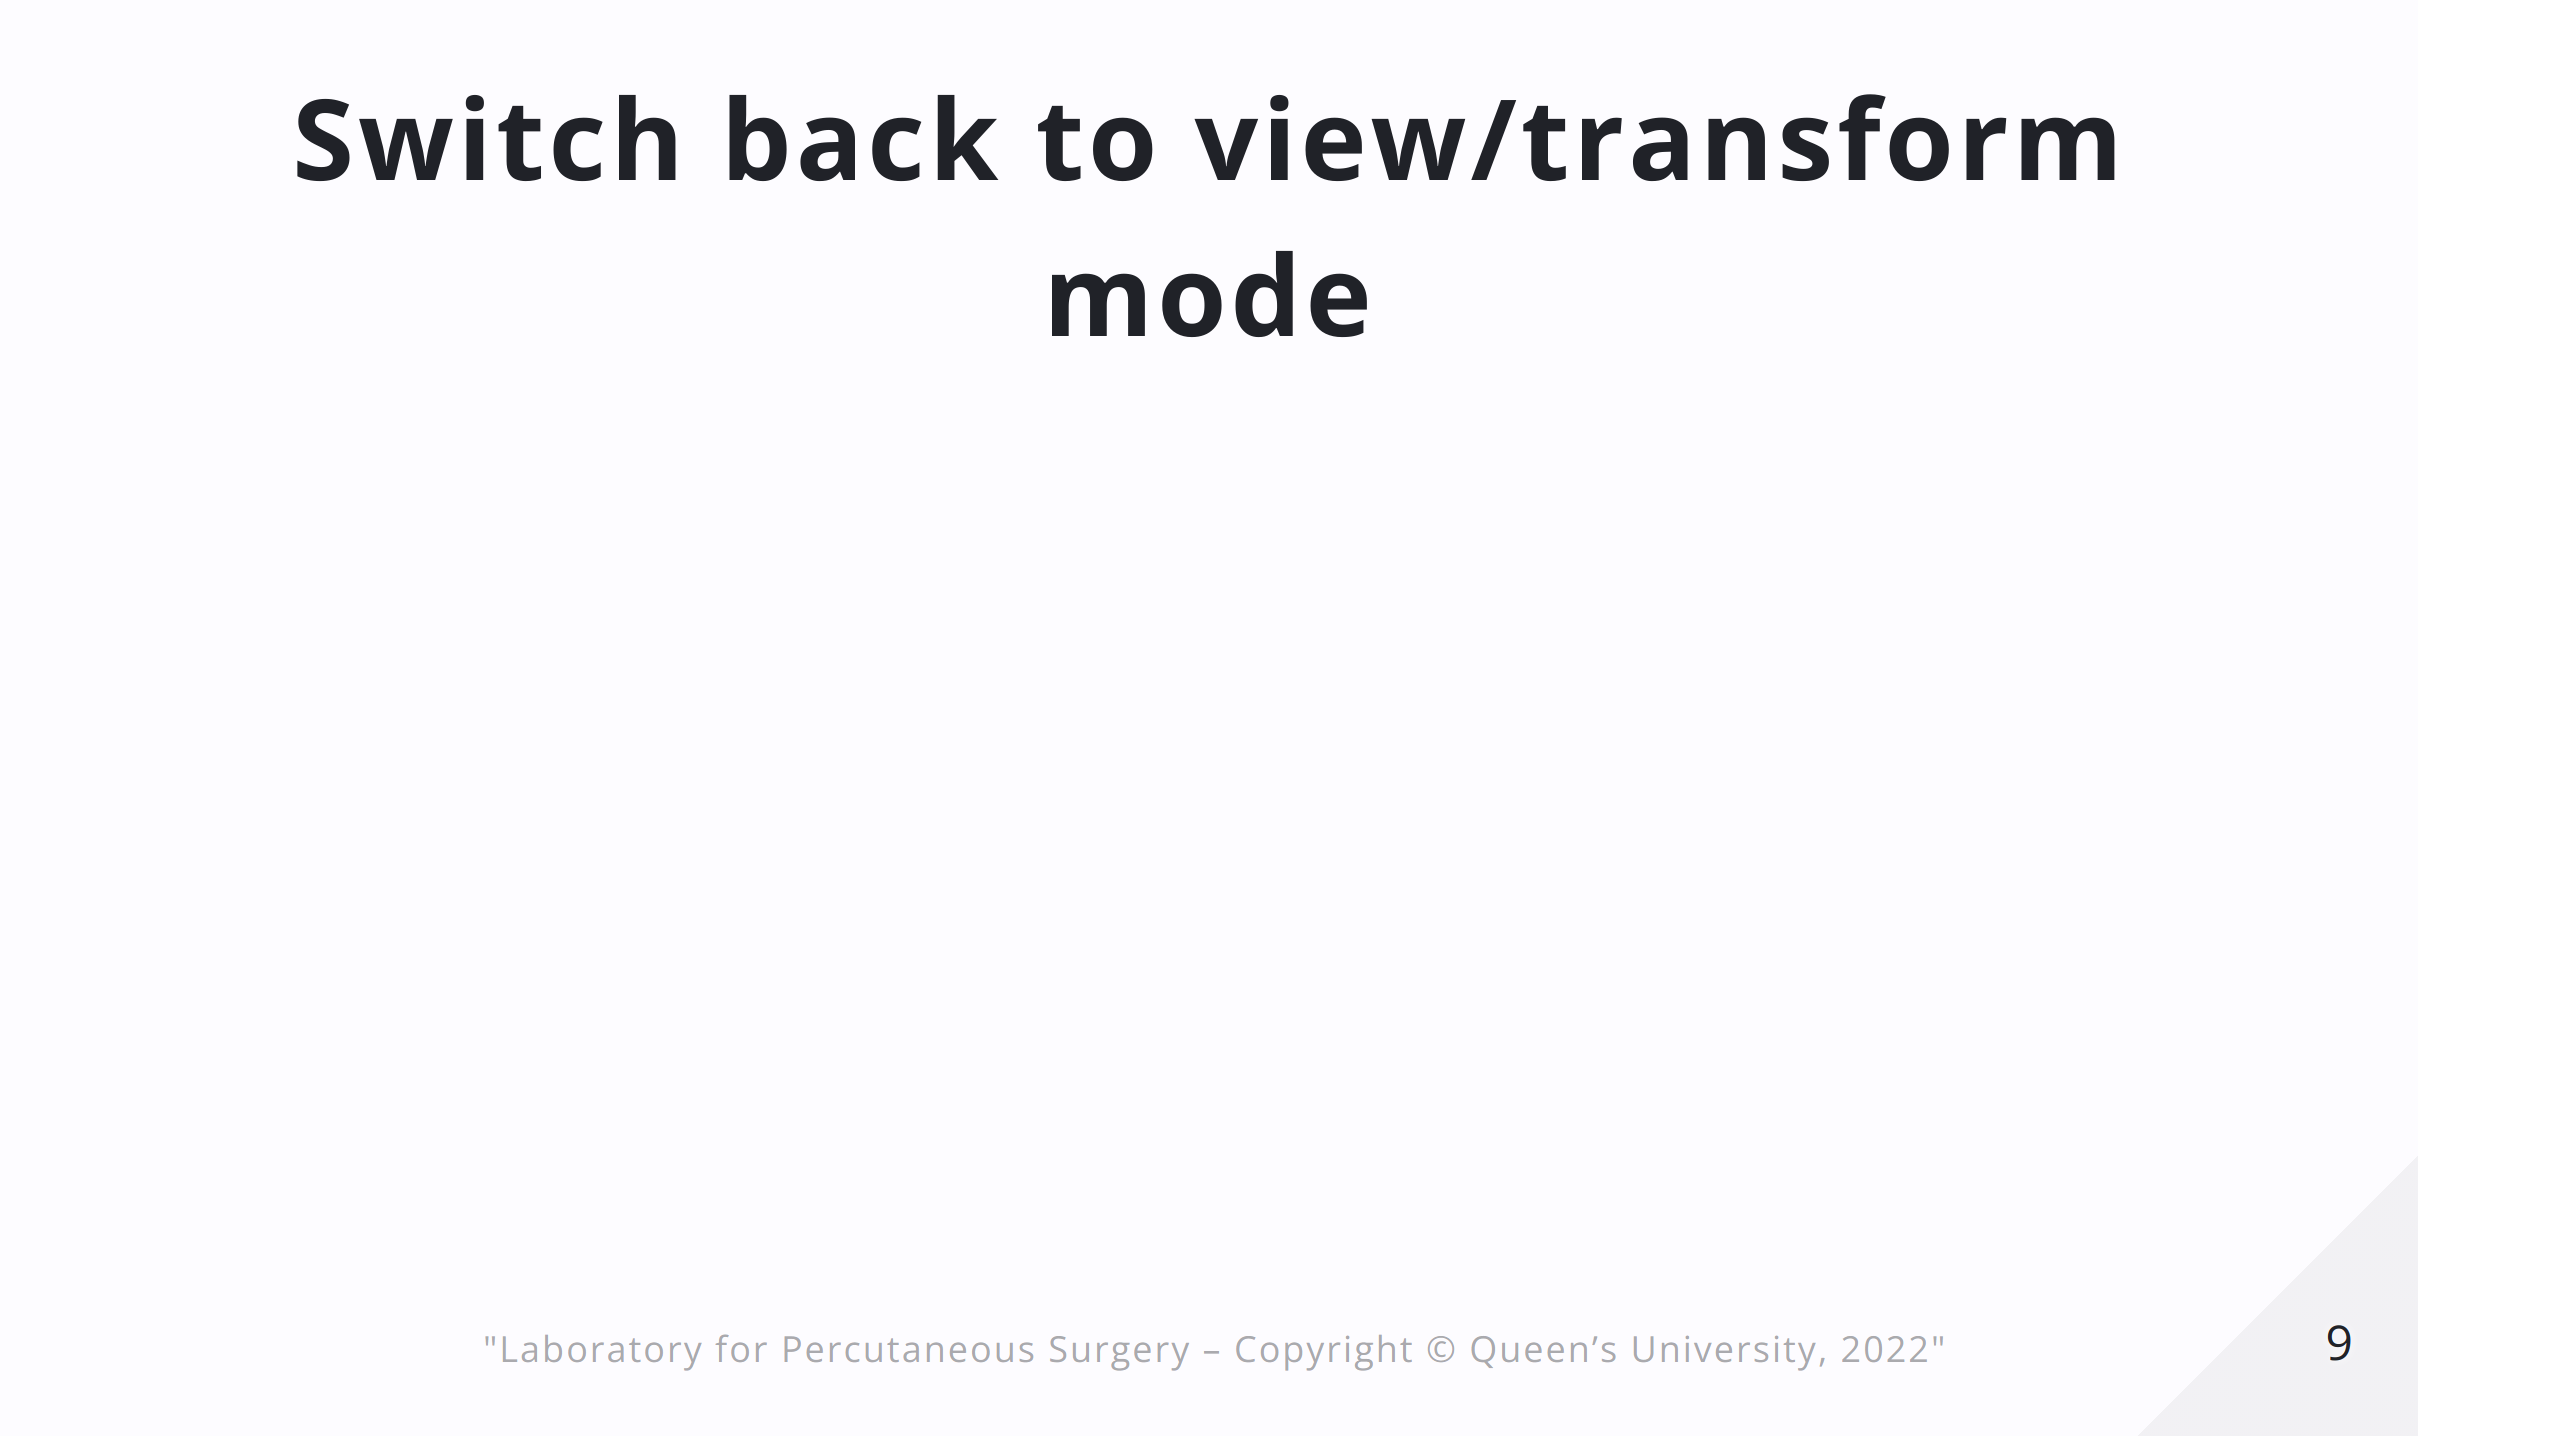 Switch back to view/transform
mode
"Laboratory for Percutaneous Surgery – Copyright © Queen’s University, 2022"
9